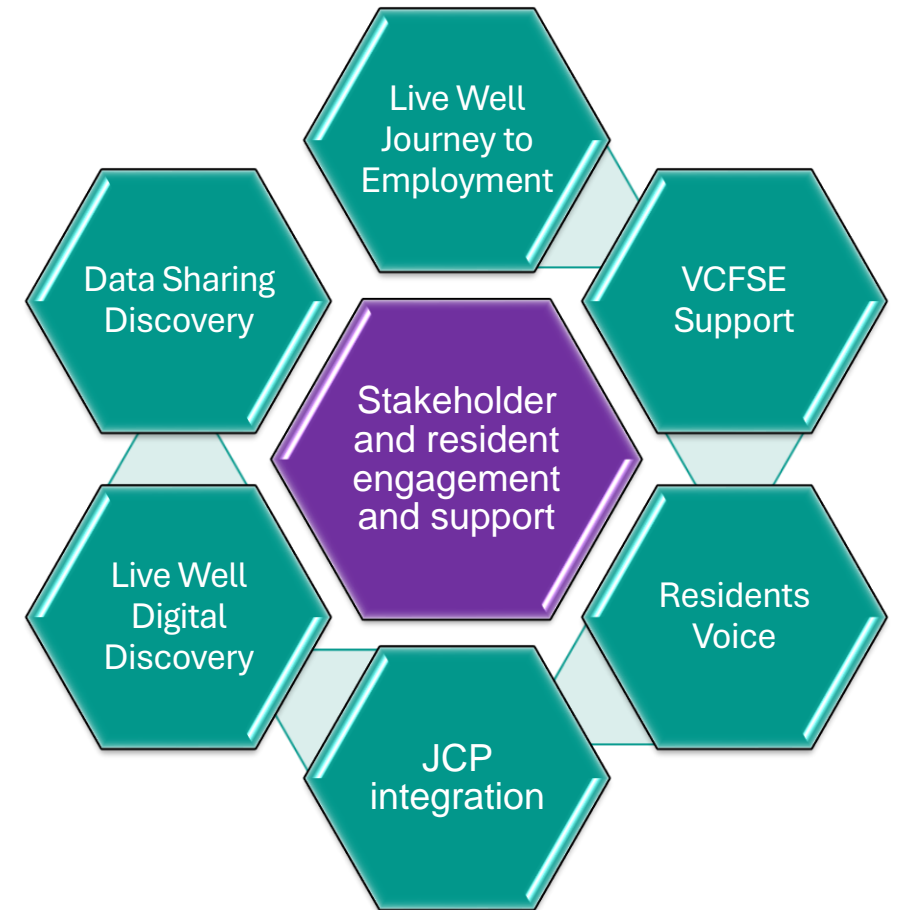 Live Well
Journey to
Employment
Data Sharing
Discovery
VCFSE
Support
Stakeholder
and resident
engagement
and support
Live Well
Digital
Discovery
Residents
Voice
JCP
integration